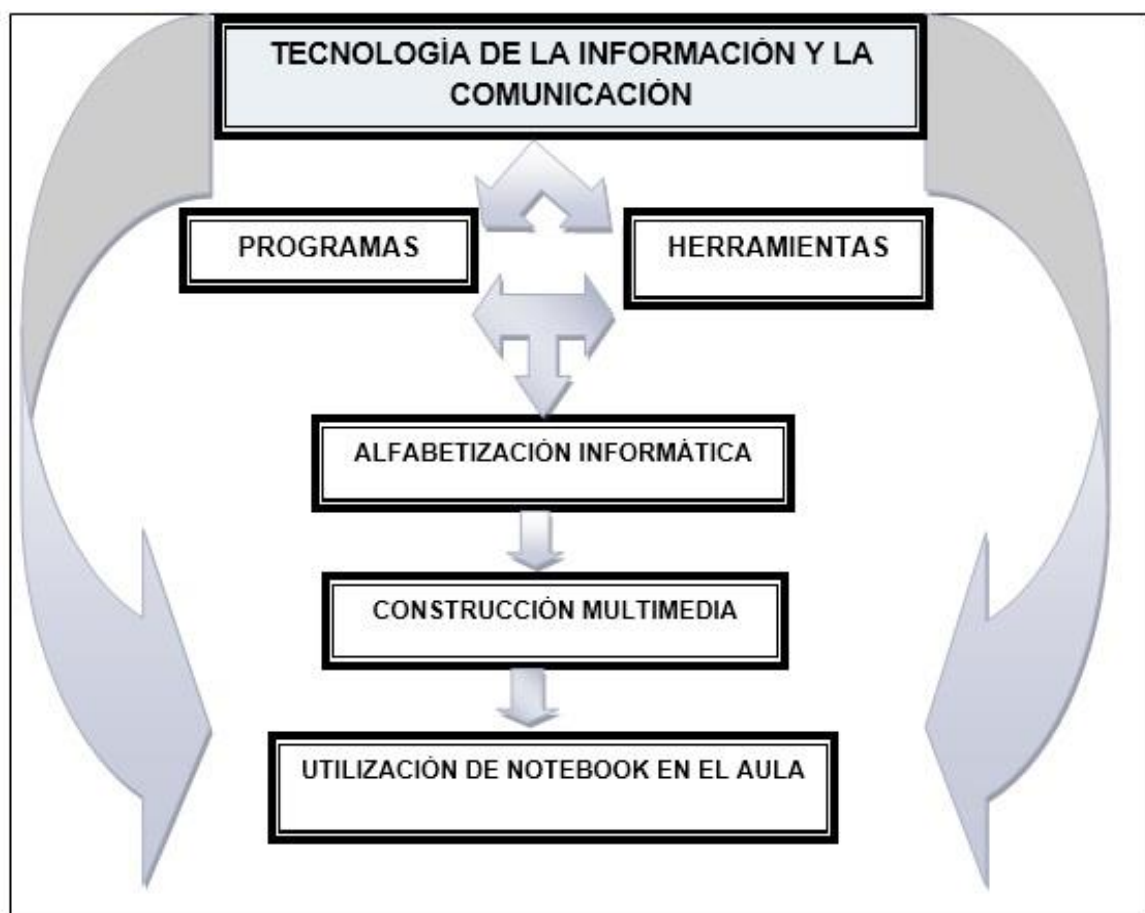 TECNOLOGÍA DE LA INFORMACIÓN Y LA
COMUNICACIÓN
PROGRAMAS
HERRAMIENTAS
ALFABETIZACIÓN INFORMÁTICA
CONSTRUCCIÓN MULTIMEDIA
UTILIZACIÓN DE NOTEBOOK EN EL AULA